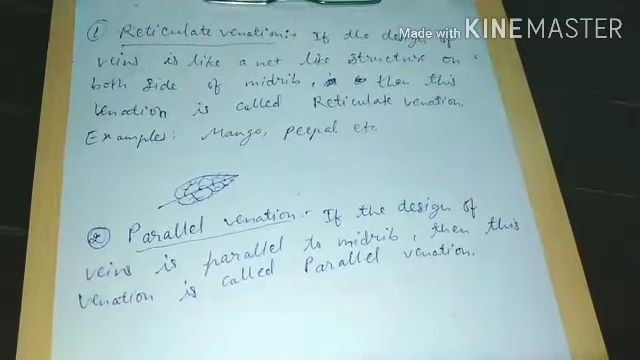 Made with KINEMASTER
① Reticulate venation:- If the design of
veins is like a net like structure on
both side of midrib, then this
venation is called Reticulate venation.
Examples: Mango, peepal etc
② Parallel venation:- If the design of
veins is parallel to midrib, then this
venation is called Parallel venation.